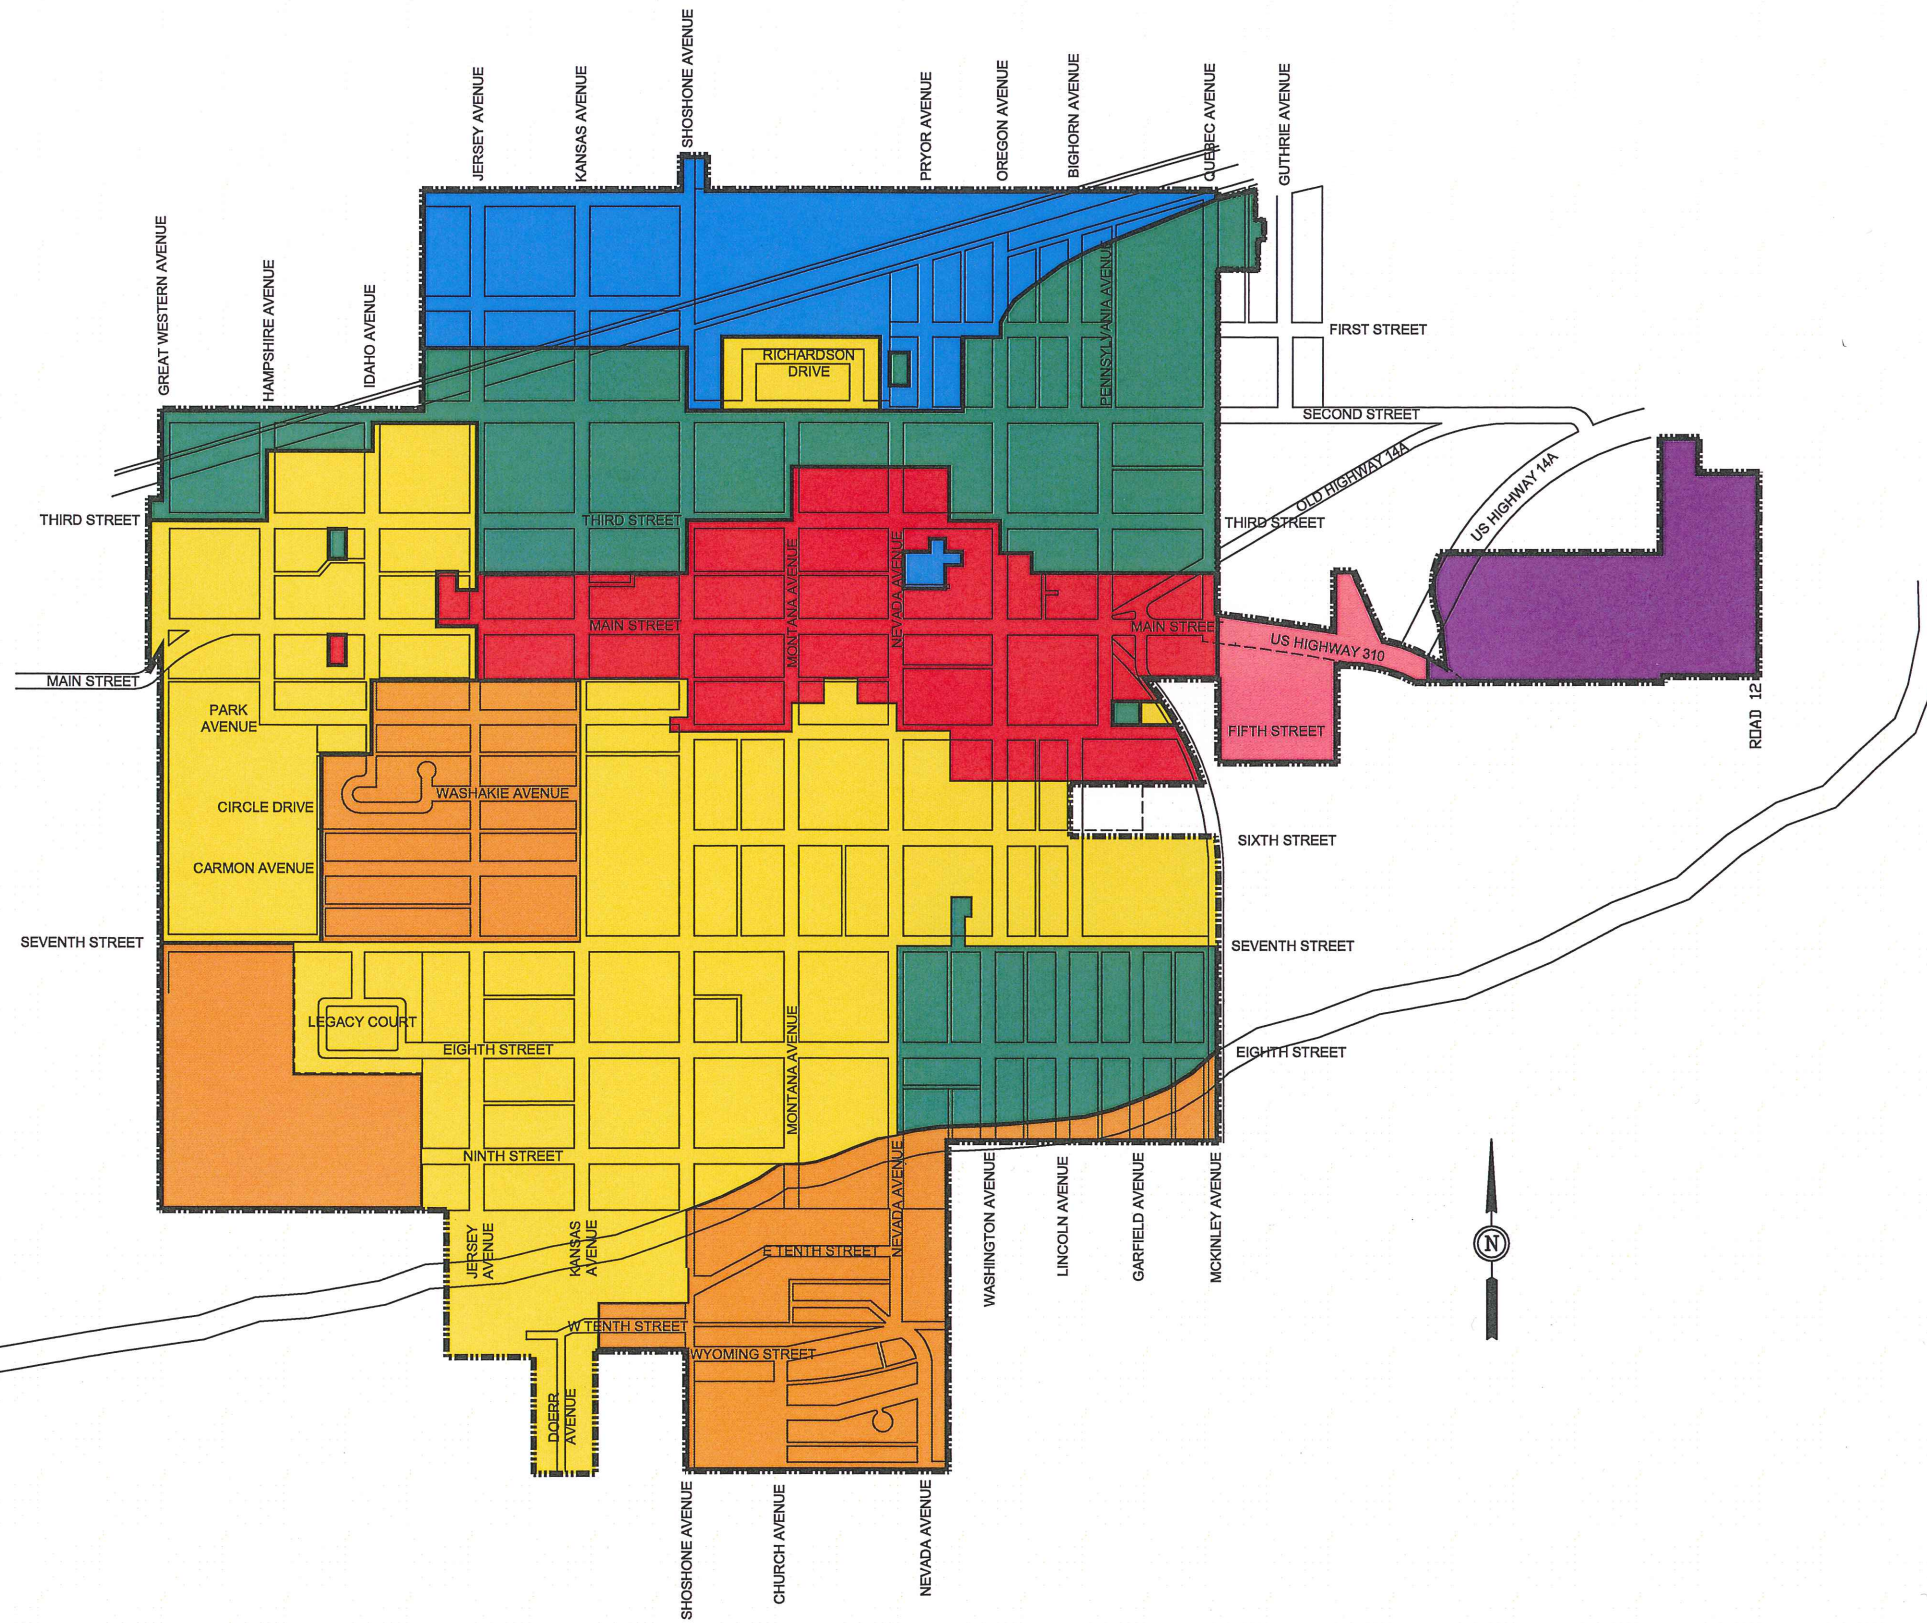 SHOSHONE AVENUE
JERSEY AVENUE
KANSAS AVENUE
PRYOR AVENUE
OREGON AVENUE
BIGHORN AVENUE
QUEBEC AVENUE
GUTHRIE AVENUE
GREAT WESTERN AVENUE
HAMPSHIRE AVENUE
IDAHO AVENUE
PENNSYLVANIA AVENUE
FIRST STREET
RICHARDSON
DRIVE
SECOND STREET
OLD HIGHWAY 14A
US HIGHWAY 14A
THIRD STREET
THIRD STREET
THIRD STREET
MONTANA AVENUE
NEVADA AVENUE
MAIN STREET
MAIN STREE
US HIGHWAY 310
MAIN STREET
PARK
AVENUE
FIFTH STREET
ROAD 12
WASHAKIE AVENUE
CIRCLE DRIVE
SIXTH STREET
CARMON AVENUE
SEVENTH STREET
SEVENTH STREET
LEGACY COURT
EIGHTH STREET
EIGHTH STREET
MONTANA AVENUE
NINTH STREET
NEVADA AVENUE
WASHINGTON AVENUE
LINCOLN AVENUE
GARFIELD AVENUE
MCKINLEY AVENUE
JERSEY
AVENUE
KANSAS
AVENUE
E TENTH STREET
N
W TENTH STREET
WYOMING STREET
DOERR
AVENUE
SHOSHONE AVENUE
CHURCH AVENUE
NEVADA AVENUE